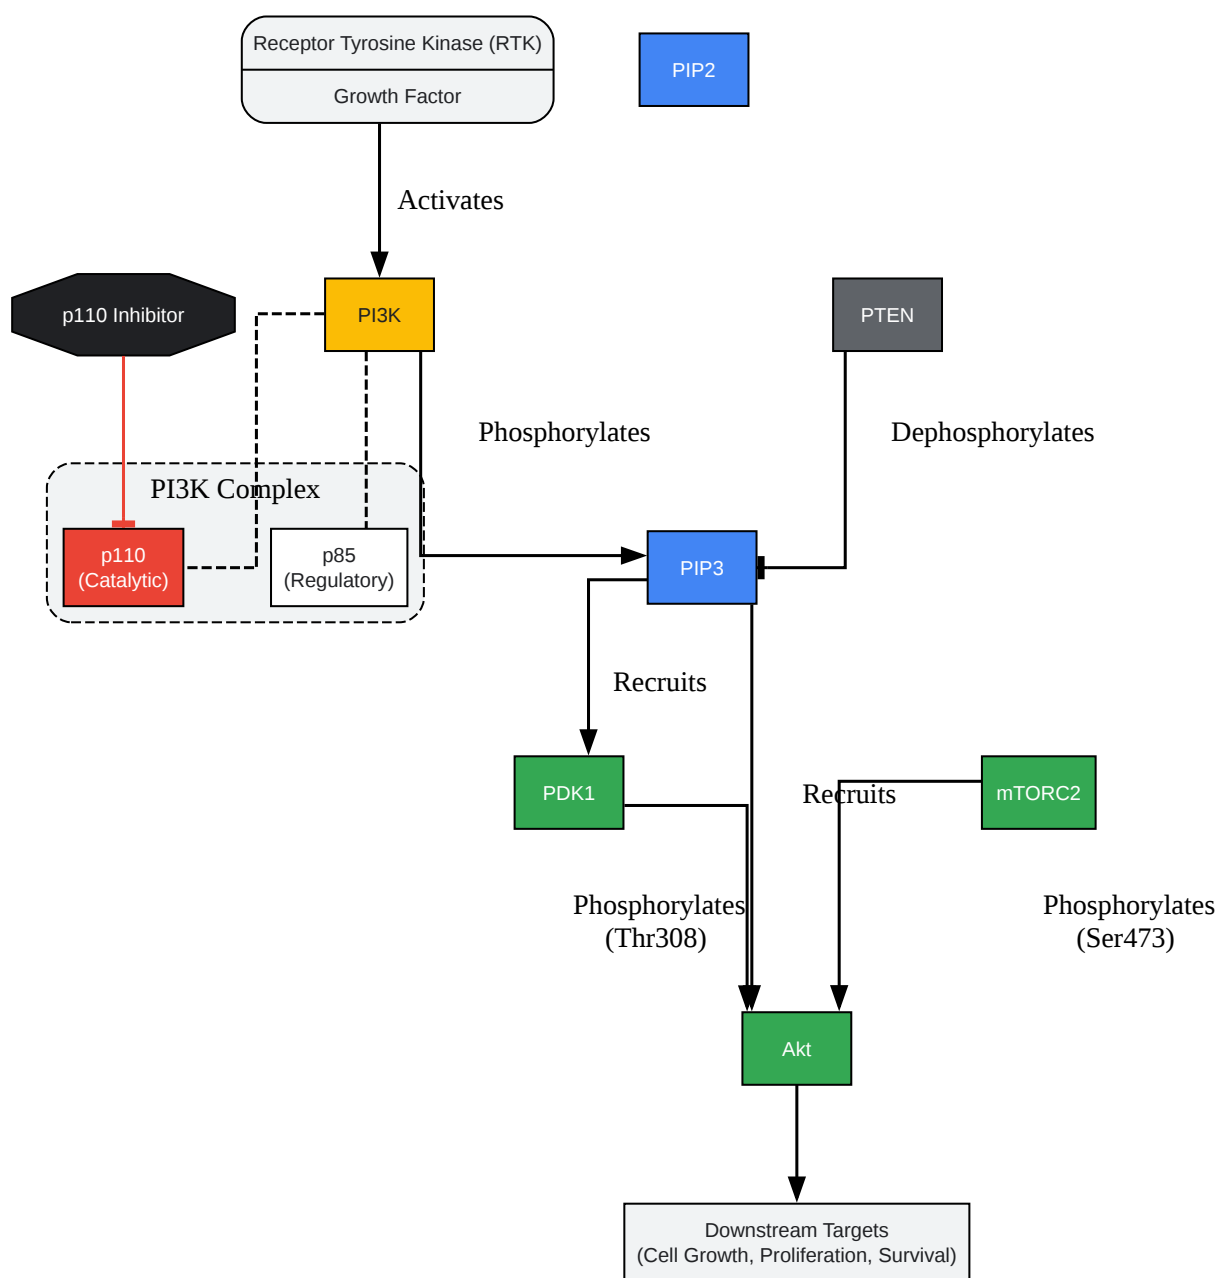 Receptor Tyrosine Kinase (RTK)
Growth Factor
PIP2
Activates
p110 Inhibitor
PI3K
PTEN
Phosphorylates
Dephosphorylates
PI3K Complex
p110
(Catalytic)
p85
(Regulatory)
PIP3
Recruits
PDK1
Recruits
mTORC2
Phosphorylates
(Thr308)
Phosphorylates
(Ser473)
Akt
Downstream Targets
(Cell Growth, Proliferation, Survival)